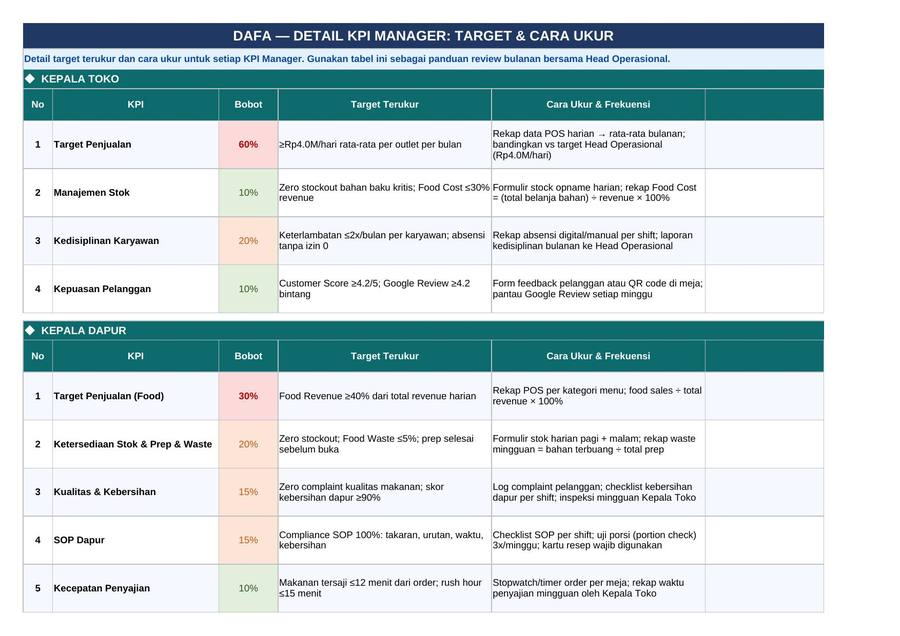 DAFA — DETAIL KPI MANAGER: TARGET & CARA UKUR
Detail target terukur dan cara ukur untuk setiap KPI Manager. Gunakan tabel ini sebagai panduan review bulanan bersama Head Operasional.
◆ KEPALA TOKO
No KPI Bobot Target Terukur Cara Ukur & Frekuensi
1 Target Penjualan 60% ≥Rp4.0M/hari rata-rata per outlet per bulan
Rekap data POS harian → rata-rata bulanan;
bandingkan vs target Head Operasional
(Rp4.0M/hari)
2 Manajemen Stok 10%
Zero stockout bahan baku kritis; Food Cost ≤30%
revenue
Formulir stock opname harian; rekap Food Cost
= (total belanja bahan) ÷ revenue × 100%
3 Kedisiplinan Karyawan 20%
Keterlambatan ≤2x/bulan per karyawan; absensi
tanpa izin 0
Rekap absensi digital/manual per shift; laporan
kedisiplinan bulanan ke Head Operasional
4 Kepuasan Pelanggan 10%
Customer Score ≥4.2/5; Google Review ≥4.2
bintang
Form feedback pelanggan atau QR code di meja;
pantau Google Review setiap minggu
◆ KEPALA DAPUR
No KPI Bobot Target Terukur Cara Ukur & Frekuensi
1 Target Penjualan (Food) 30% Food Revenue ≥40% dari total revenue harian
Rekap POS per kategori menu; food sales ÷ total
revenue × 100%
2 Ketersediaan Stok & Prep & Waste 20%
Zero stockout; Food Waste ≤5%; prep selesai
sebelum buka
Formulir stok harian pagi + malam; rekap waste
mingguan = bahan terbuang ÷ total prep
3 Kualitas & Kebersihan 15%
Zero complaint kualitas makanan; skor
kebersihan dapur ≥90%
Log complaint pelanggan; checklist kebersihan
dapur per shift; inspeksi mingguan Kepala Toko
4 SOP Dapur 15%
Compliance SOP 100%: takaran, urutan, waktu,
kebersihan
Checklist SOP per shift; uji porsi (portion check)
3x/minggu; kartu resep wajib digunakan
5 Kecepatan Penyajian 10%
Makanan tersaji ≤12 menit dari order; rush hour
≤15 menit
Stopwatch/timer order per meja; rekap waktu
penyajian mingguan oleh Kepala Toko